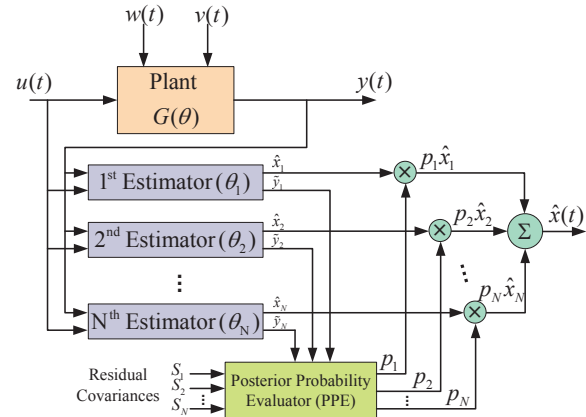 w(t) v(t)
u(t) Plant y(t)
G(θ)
1st Estimator(θ1) x̂1 ỹ1
p1x̂1
2nd Estimator(θ2) x̂2 ỹ2
p2x̂2 Σ x̂(t)
⋮
Nth Estimator(θN) x̂N ỹN
pNx̂N
Residual
Covariances
S1
S2
SN
Posterior Probability
Evaluator (PPE)
p1
p2
pN